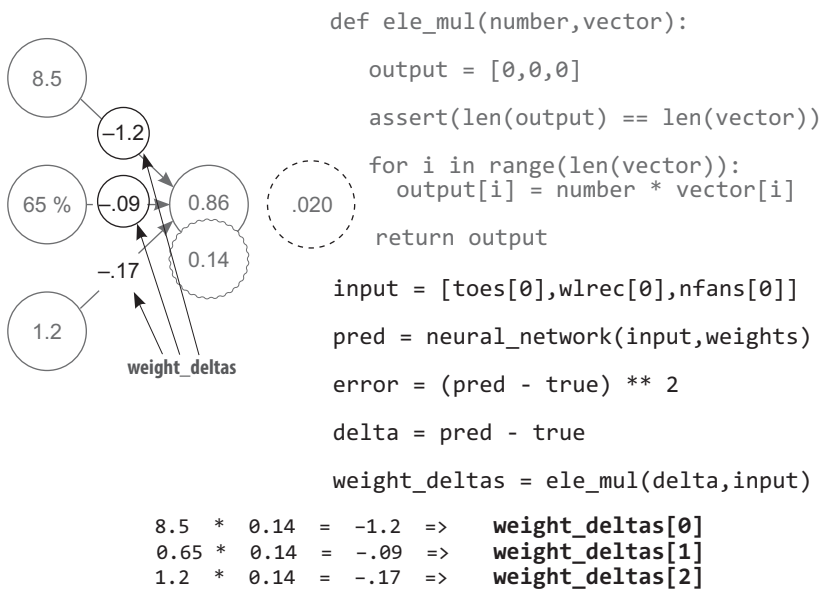 def ele_mul(number,vector):
output = [0,0,0]
assert(len(output) == len(vector))
for i in range(len(vector)):
output[i] = number * vector[i]
return output
input = [toes[0],wlrec[0],nfans[0]]
pred = neural_network(input,weights)
error = (pred - true) ** 2
delta = pred - true
weight_deltas = ele_mul(delta,input)
8.5
–1.2
65 %
–.09
0.86
.020
0.14
–.17
1.2
weight_deltas
8.5 * 0.14 = –1.2 => weight_deltas[0]
0.65 * 0.14 = –.09 => weight_deltas[1]
1.2 * 0.14 = –.17 => weight_deltas[2]